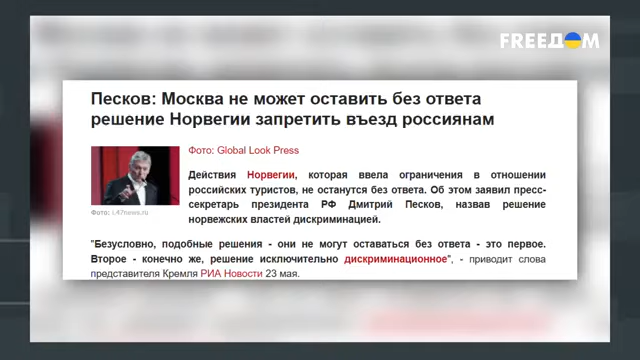 FREEDOM
Песков: Москва не может оставить без ответа
решение Норвегии запретить въезд россиянам
Фото: Global Look Press
Действия Норвегии, которая ввела ограничения в отношении
российских туристов, не останутся без ответа. Об этом заявил пресс-
секретарь президента РФ Дмитрий Песков, назвав решение
норвежских властей дискриминацией.
Фото: i.47news.ru
"Безусловно, подобные решения - они не могут оставаться без ответа - это первое.
Второе - конечно же, решение исключительно дискриминационное", - приводит слова
представителя Кремля РИА Новости 23 мая.